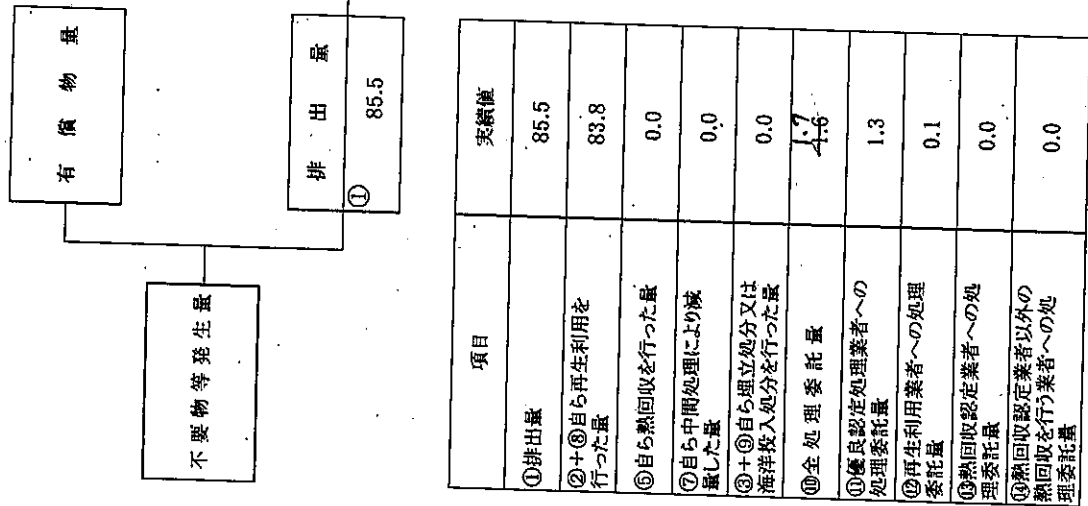 有償物量
排出量
①
85.5
不要物等発生量
項目 実績値
①排出量 85.5
②+⑧自ら再生利用を
行った量 83.8
⑤自ら熱回収を行った量 0.0
⑦自ら中間処理により減
量した量 0.0
③+⑨自ら埋立処分又は
海洋投入処分を行った量 0.0
⑩全処理委託量 1.7
1.6
⑪優良認定処理業者への
処理委託量 1.3
⑫再生利用業者への処理
委託量 0.1
⑬熱回収認定業者への処
理委託量 0.0
⑭熱回収認定業者以外の
熱回収を行う業者への処
理委託量 0.0